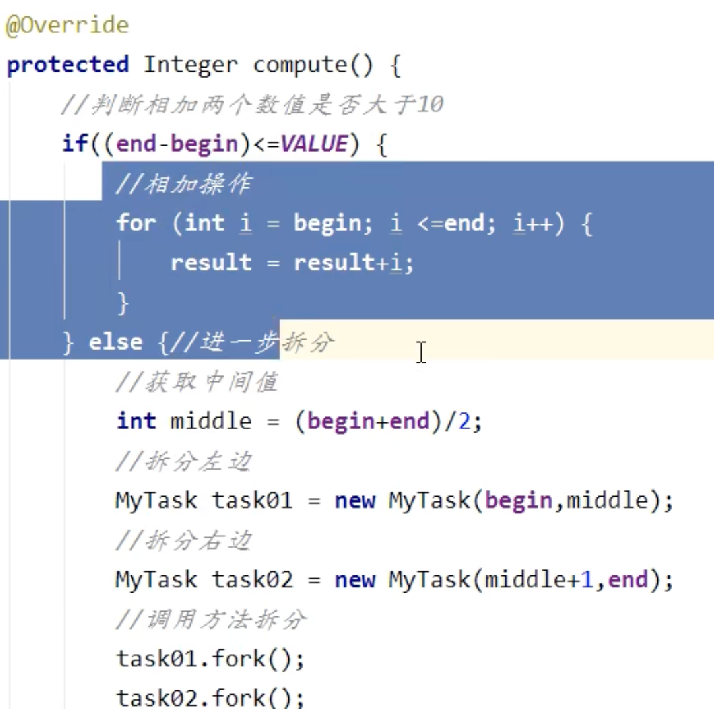 @Override
protected Integer compute() {
//判断相加两个数值是否大于10
if((end-begin)<=VALUE) {
//相加操作
for (int i = begin; i <=end; i++) {
result = result+i;
}
} else {//进一步拆分
//获取中间值
int middle = (begin+end)/2;
//拆分左边
MyTask task01 = new MyTask(begin,middle);
//拆分右边
MyTask task02 = new MyTask(middle+1,end);
//调用方法拆分
task01.fork();
task02.fork();